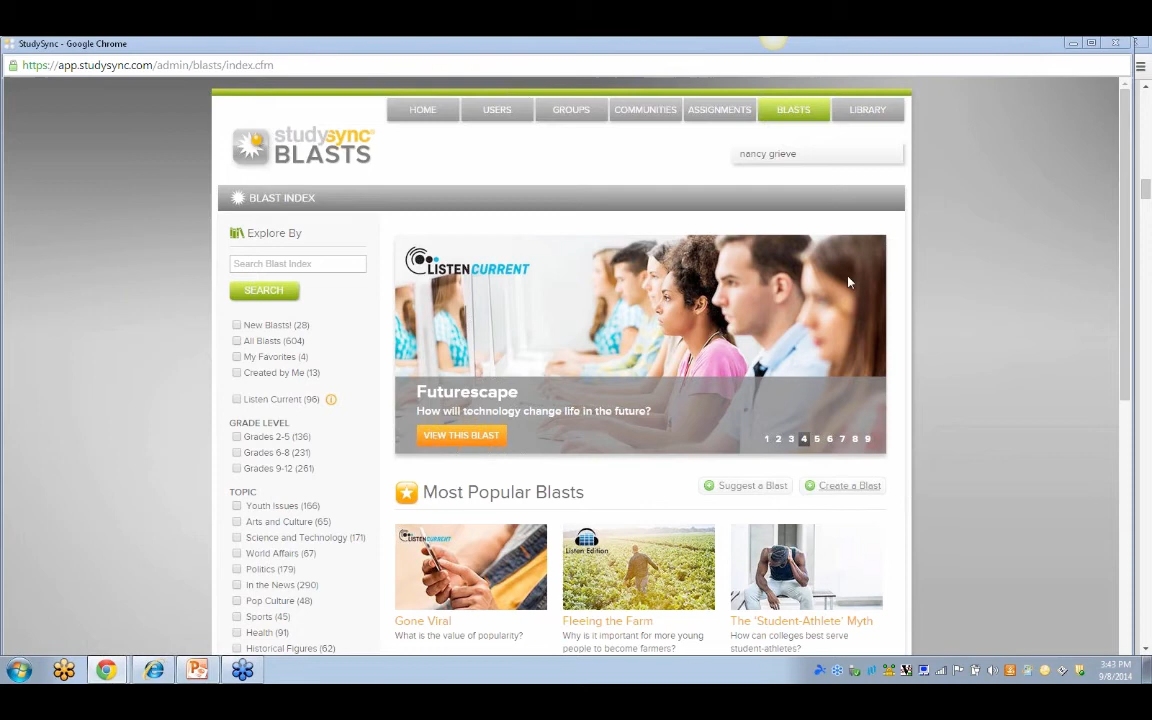 StudySync - Google Chrome
https://app.studysync.com/admin/blasts/index.cfm
HOME
USERS
GROUPS
COMMUNITIES
ASSIGNMENTS
BLASTS
LIBRARY
studysync®
BLASTS
nancy grieve
BLAST INDEX
Explore By
Search Blast Index
SEARCH
New Blasts! (28)
All Blasts (604)
My Favorites (4)
Created by Me (13)
Listen Current (96)
GRADE LEVEL
Grades 2-5 (136)
Grades 6-8 (231)
Grades 9-12 (261)
TOPIC
Youth Issues (166)
Arts and Culture (65)
Science and Technology (171)
World Affairs (67)
Politics (179)
In the News (290)
Pop Culture (48)
Sports (45)
Health (91)
Historical Figures (62)
LISTENCURRENT
Futurescape
How will technology change life in the future?
VIEW THIS BLAST
1 2 3 4 5 6 7 8 9
Most Popular Blasts
Suggest a Blast
Create a Blast
LISTENCURRENT
Gone Viral
What is the value of popularity?
Listen Edition
Fleeing the Farm
Why is it important for more young
people to become farmers?
The 'Student-Athlete' Myth
How can colleges best serve
student-athletes?
3:43 PM
9/8/2014